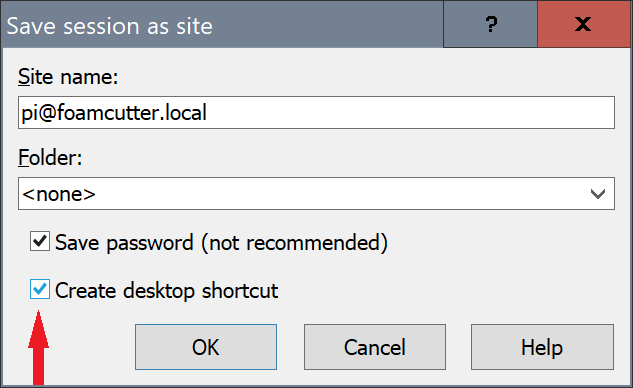 Save session as site
?
x
Site name:
pi@foamcutter.local
Folder:
<none>
Save password (not recommended)
Create desktop shortcut
OK
Cancel
Help